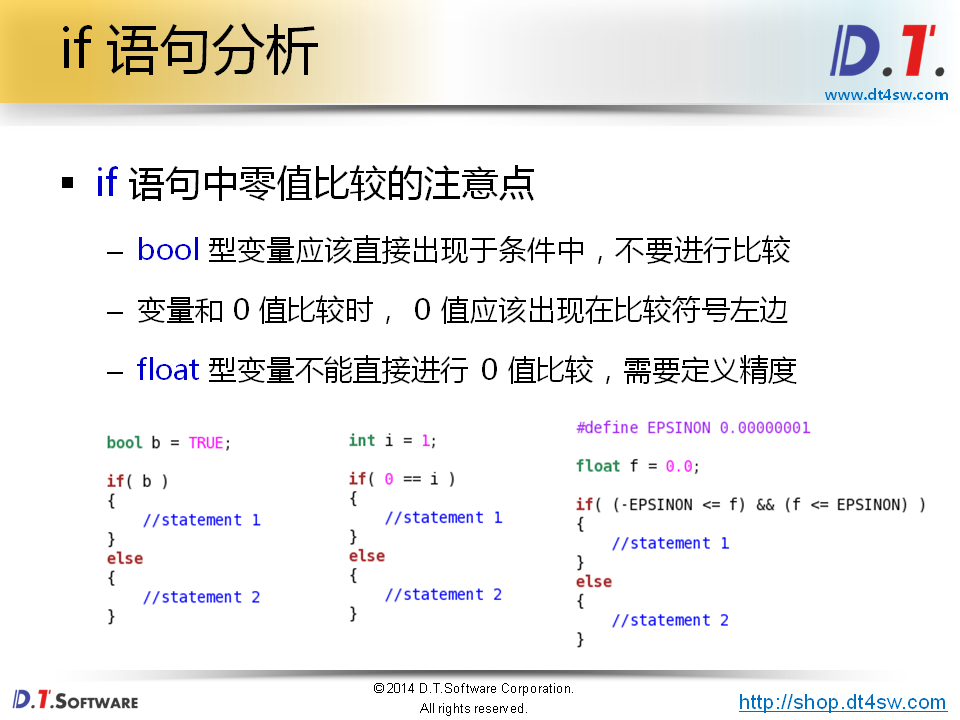 if 语句分析
D.T.
www.dt4sw.com
▪ if 语句中零值比较的注意点
– bool 型变量应该直接出现于条件中，不要进行比较
– 变量和 0 值比较时， 0 值应该出现在比较符号左边
– float 型变量不能直接进行 0 值比较，需要定义精度
bool b = TRUE;
if( b )
{
//statement 1
}
else
{
//statement 2
}
int i = 1;
if( 0 == i )
{
//statement 1
}
else
{
//statement 2
}
#define EPSINON 0.00000001
float f = 0.0;
if( (-EPSINON <= f) && (f <= EPSINON) )
{
//statement 1
}
else
{
//statement 2
}
D.T.SOFTWARE
©2014 D.T.Software Corporation.
All rights reserved.
http://shop.dt4sw.com